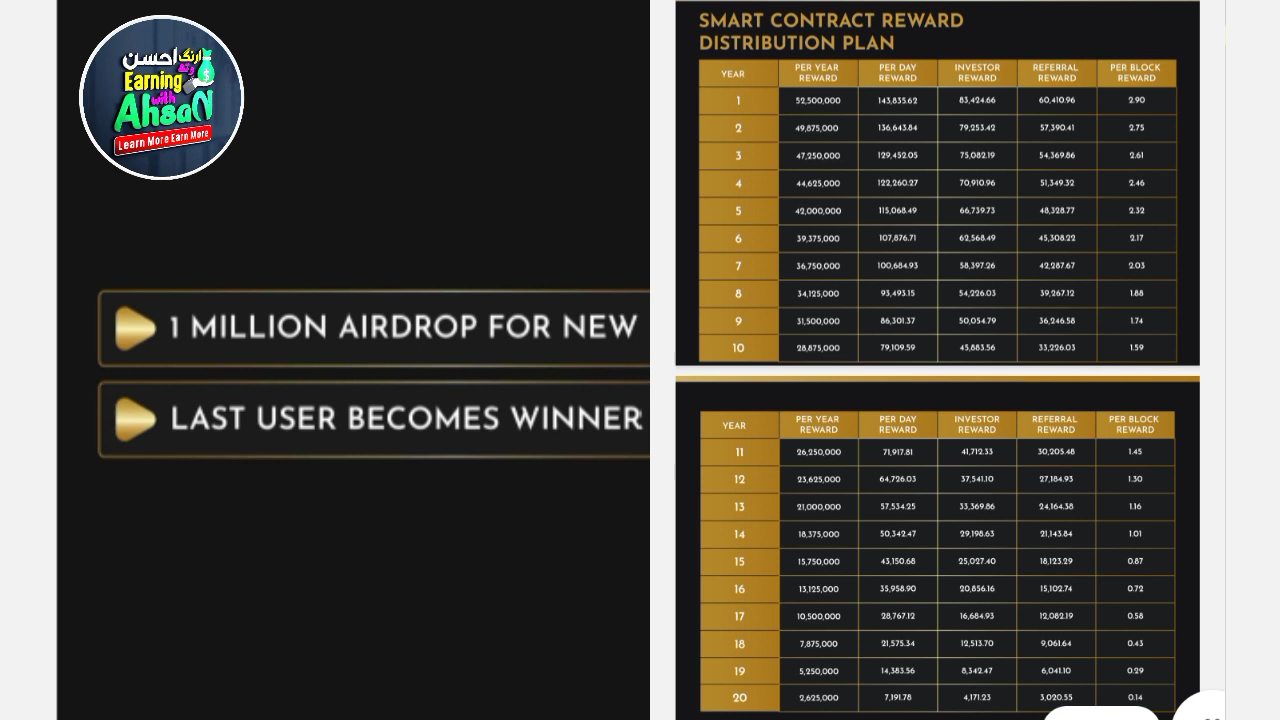 احسن ارنگ
وتھ
Earning
with
AhsaN
Learn More Earn More
1 MILLION AIRDROP FOR NEW
LAST USER BECOMES WINNER
SMART CONTRACT REWARD
DISTRIBUTION PLAN
YEAR PER YEAR REWARD PER DAY REWARD INVESTOR REWARD REFERRAL REWARD PER BLOCK REWARD
1 52,500,000 143,835.62 83,424.66 60,410.96 2.90
2 49,875,000 136,643.84 79,253.42 57,390.41 2.75
3 47,250,000 129,452.05 75,082.19 54,369.86 2.61
4 44,625,000 122,260.27 70,910.96 51,349.32 2.46
5 42,000,000 115,068.49 66,739.73 48,328.77 2.32
6 39,375,000 107,876.71 62,568.49 45,308.22 2.17
7 36,750,000 100,684.93 58,397.26 42,287.67 2.03
8 34,125,000 93,493.15 54,226.03 39,267.12 1.88
9 31,500,000 86,301.37 50,054.79 36,246.58 1.74
10 28,875,000 79,109.59 45,883.56 33,226.03 1.59
YEAR PER YEAR REWARD PER DAY REWARD INVESTOR REWARD REFERRAL REWARD PER BLOCK REWARD
11 26,250,000 71,917.81 41,712.33 30,205.48 1.45
12 23,625,000 64,726.03 37,541.10 27,184.93 1.30
13 21,000,000 57,534.25 33,369.86 24,164.38 1.16
14 18,375,000 50,342.47 29,198.63 21,143.84 1.01
15 15,750,000 43,150.68 25,027.40 18,123.29 0.87
16 13,125,000 35,958.90 20,856.16 15,102.74 0.72
17 10,500,000 28,767.12 16,684.93 12,082.19 0.58
18 7,875,000 21,575.34 12,513.70 9,061.64 0.43
19 5,250,000 14,383.56 8,342.47 6,041.10 0.29
20 2,625,000 7,191.78 4,171.23 3,020.55 0.14